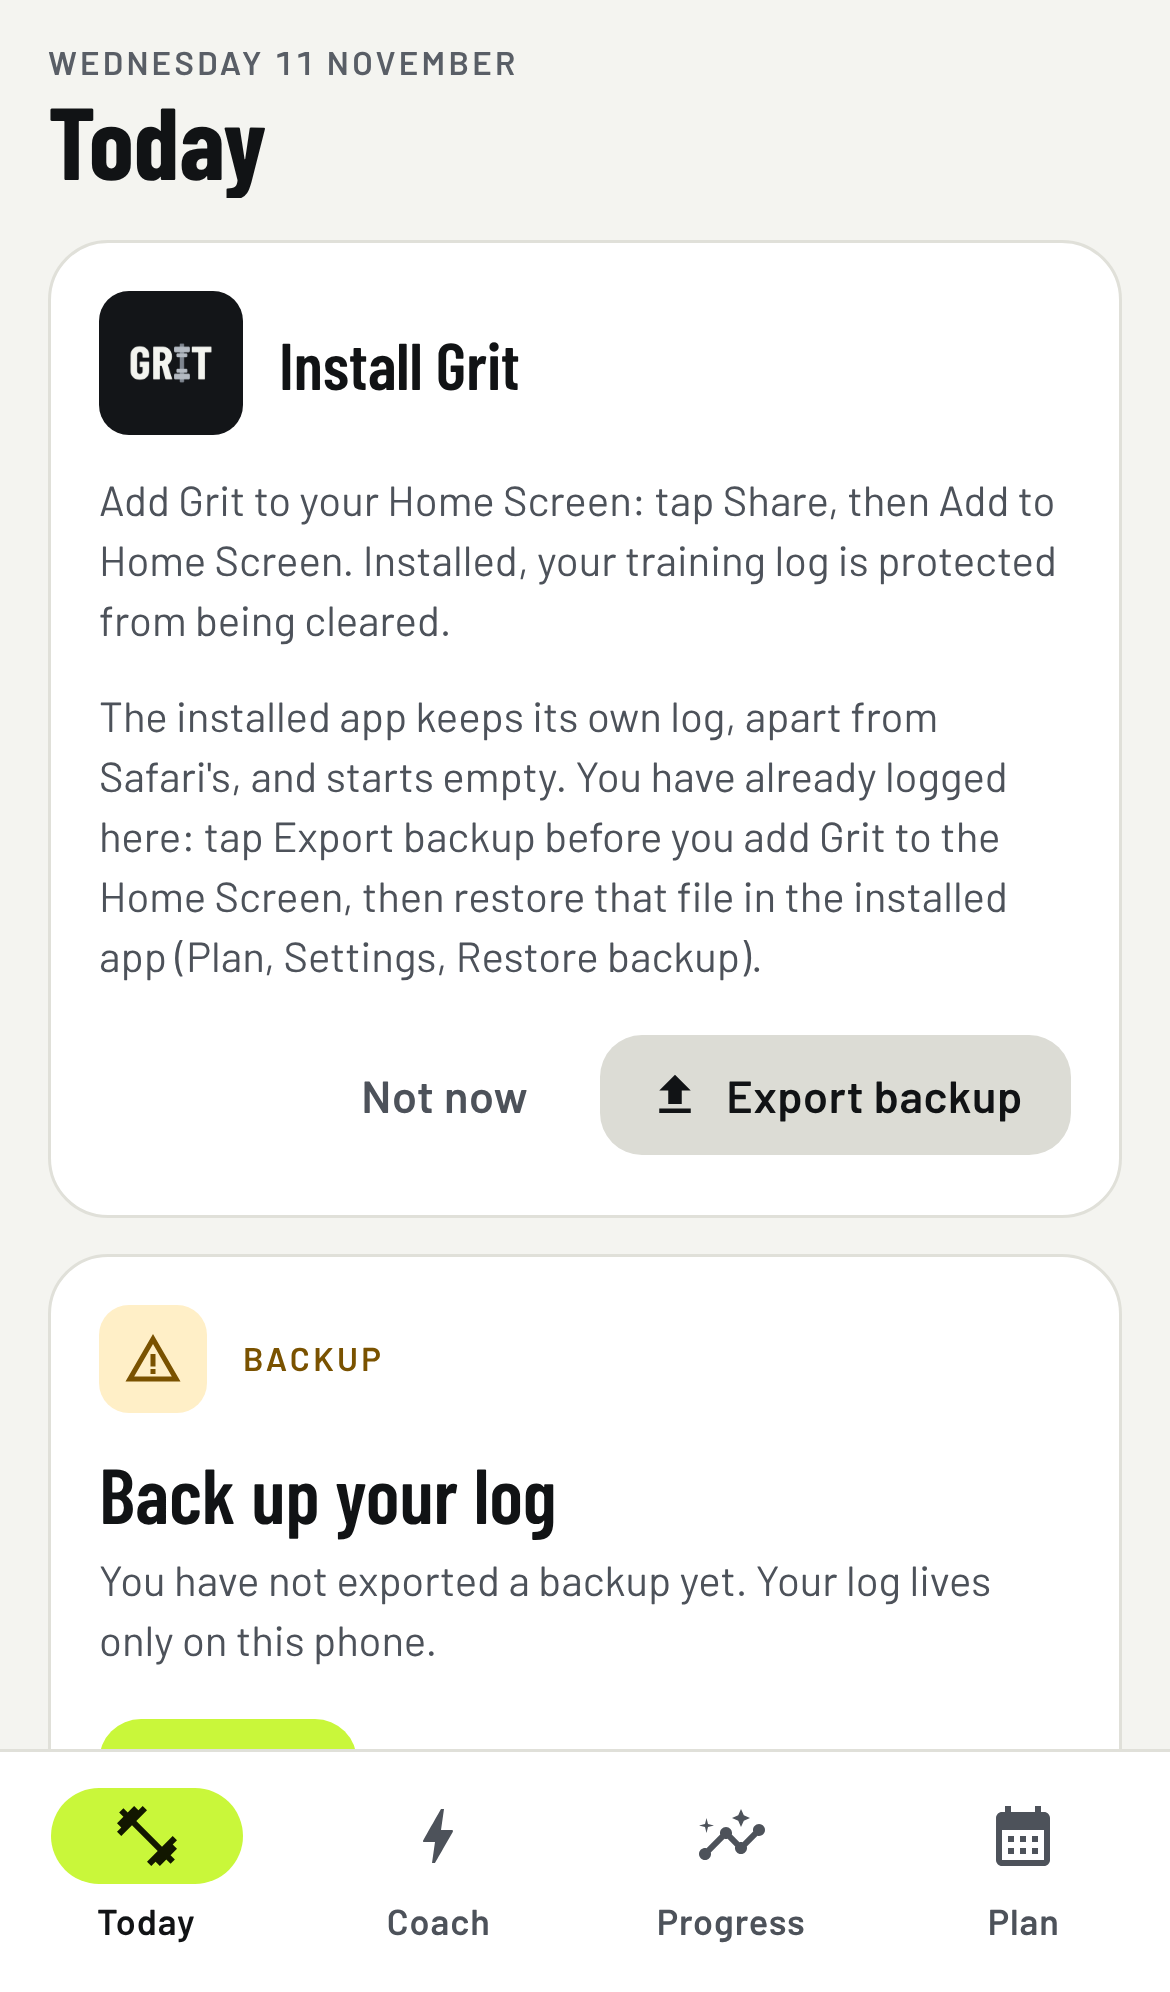 WEDNESDAY 11 NOVEMBER
Today
GRIT
Install Grit
Add Grit to your Home Screen: tap Share, then Add to
Home Screen. Installed, your training log is protected
from being cleared.
The installed app keeps its own log, apart from
Safari's, and starts empty. You have already logged
here: tap Export backup before you add Grit to the
Home Screen, then restore that file in the installed
app (Plan, Settings, Restore backup).
Not now
Export backup
BACKUP
Back up your log
You have not exported a backup yet. Your log lives
only on this phone.
Today
Coach
Progress
Plan